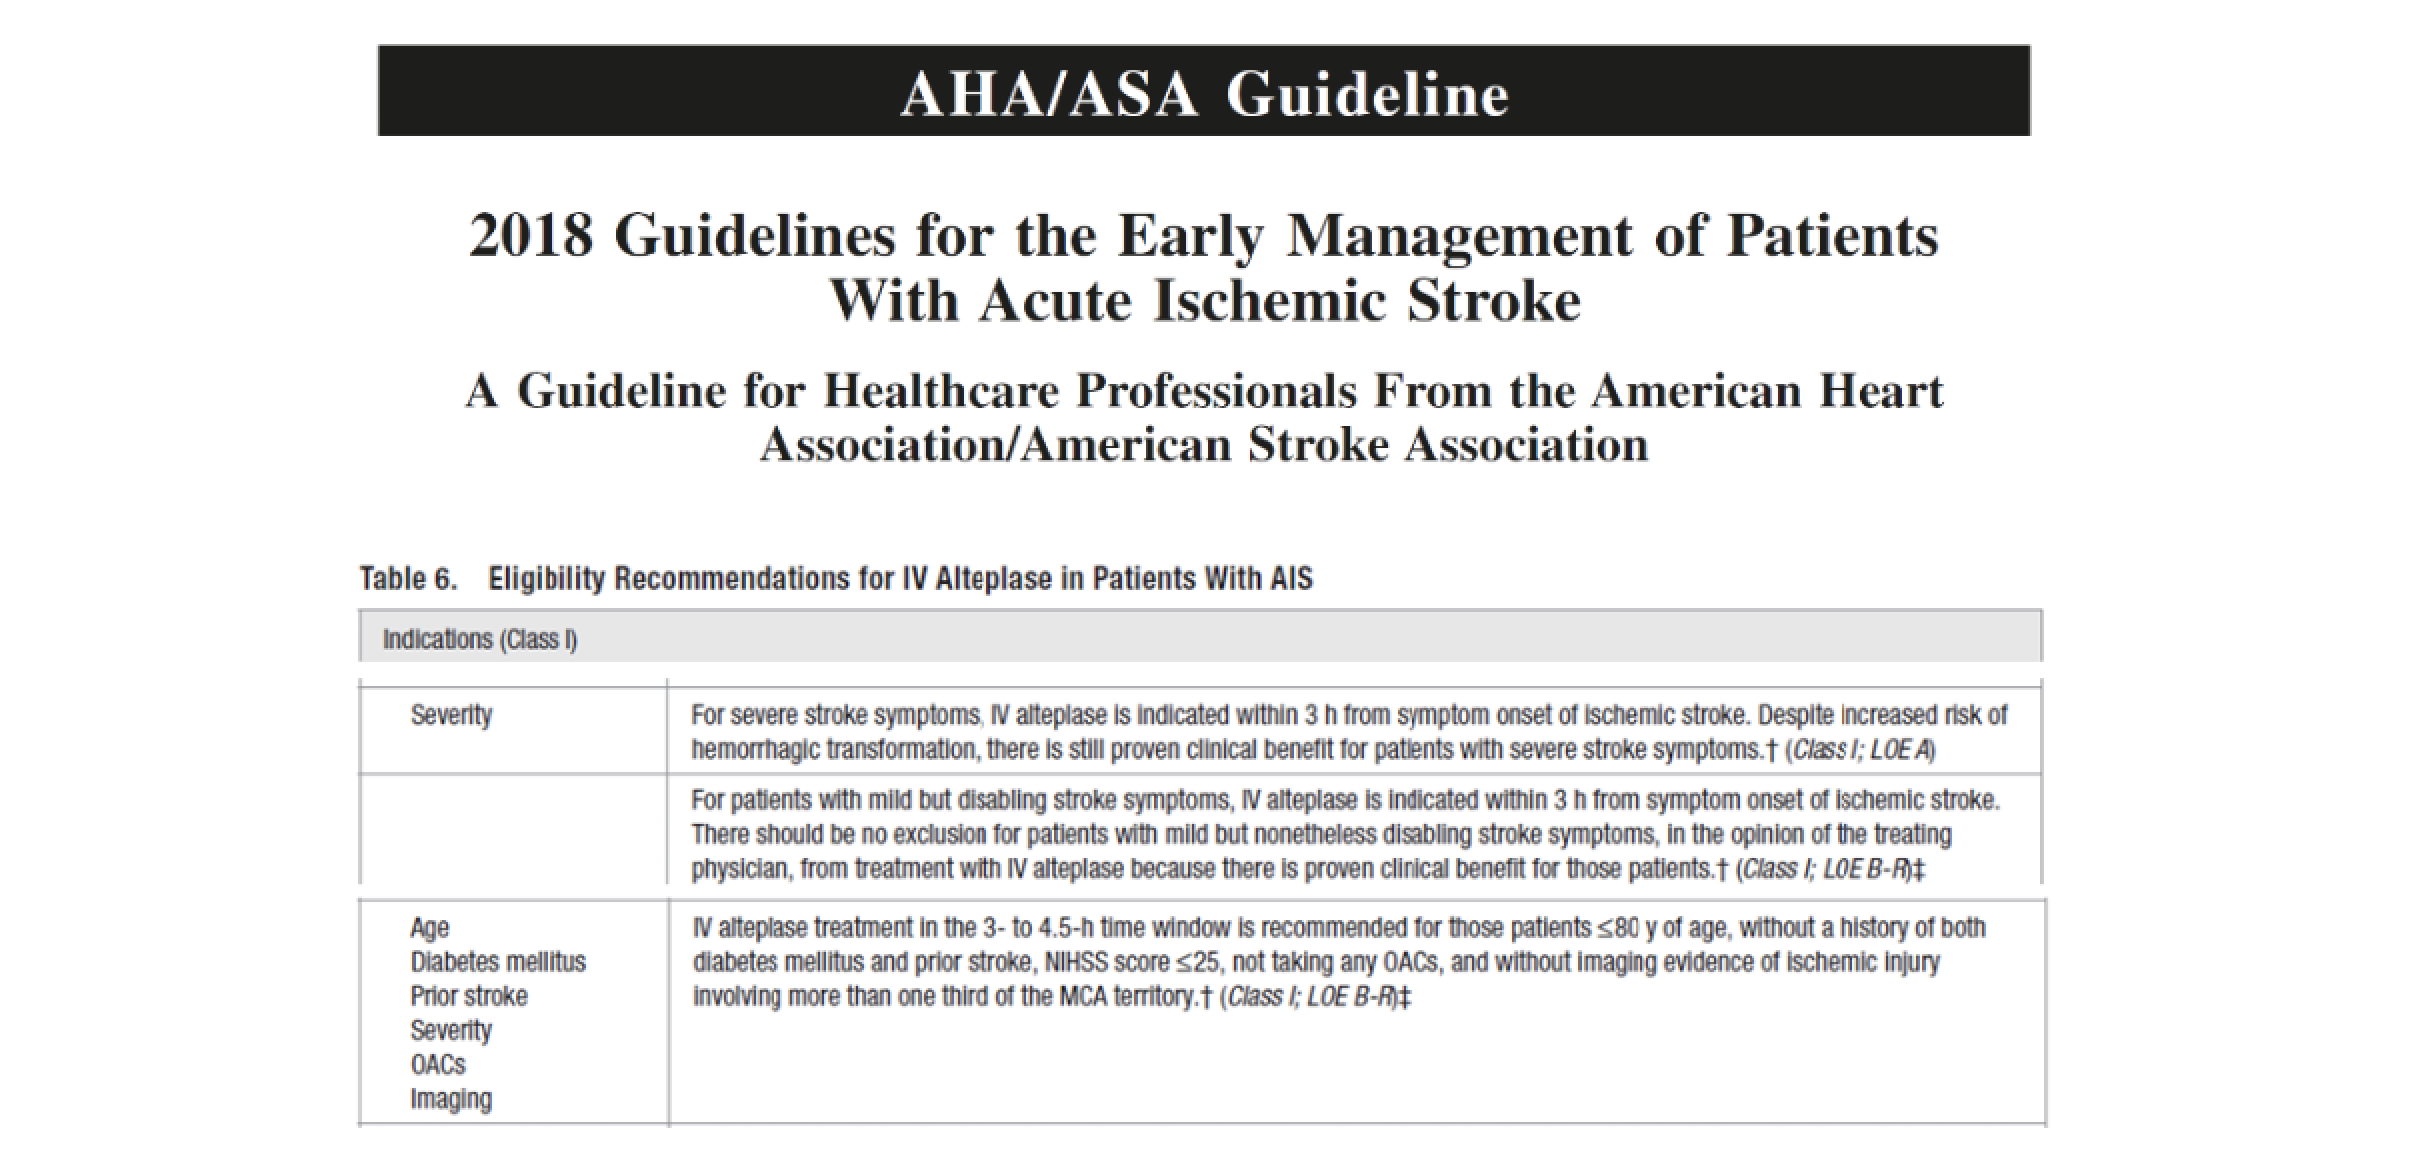 AHA/ASA Guideline
2018 Guidelines for the Early Management of Patients
With Acute Ischemic Stroke
A Guideline for Healthcare Professionals From the American Heart
Association/American Stroke Association
Table 6. Eligibility Recommendations for IV Alteplase in Patients With AIS
Indications (Class I)
Severity
For severe stroke symptoms, IV alteplase is indicated within 3 h from symptom onset of ischemic stroke. Despite increased risk of
hemorrhagic transformation, there is still proven clinical benefit for patients with severe stroke symptoms.† (Class I; LOE A)
For patients with mild but disabling stroke symptoms, IV alteplase is indicated within 3 h from symptom onset of ischemic stroke.
There should be no exclusion for patients with mild but nonetheless disabling stroke symptoms, in the opinion of the treating
physician, from treatment with IV alteplase because there is proven clinical benefit for those patients.† (Class I; LOE B-R)‡
Age
Diabetes mellitus
Prior stroke
Severity
OACs
Imaging
IV alteplase treatment in the 3- to 4.5-h time window is recommended for those patients ≤80 y of age, without a history of both
diabetes mellitus and prior stroke, NIHSS score ≤25, not taking any OACs, and without imaging evidence of ischemic injury
involving more than one third of the MCA territory.† (Class I; LOE B-R)‡